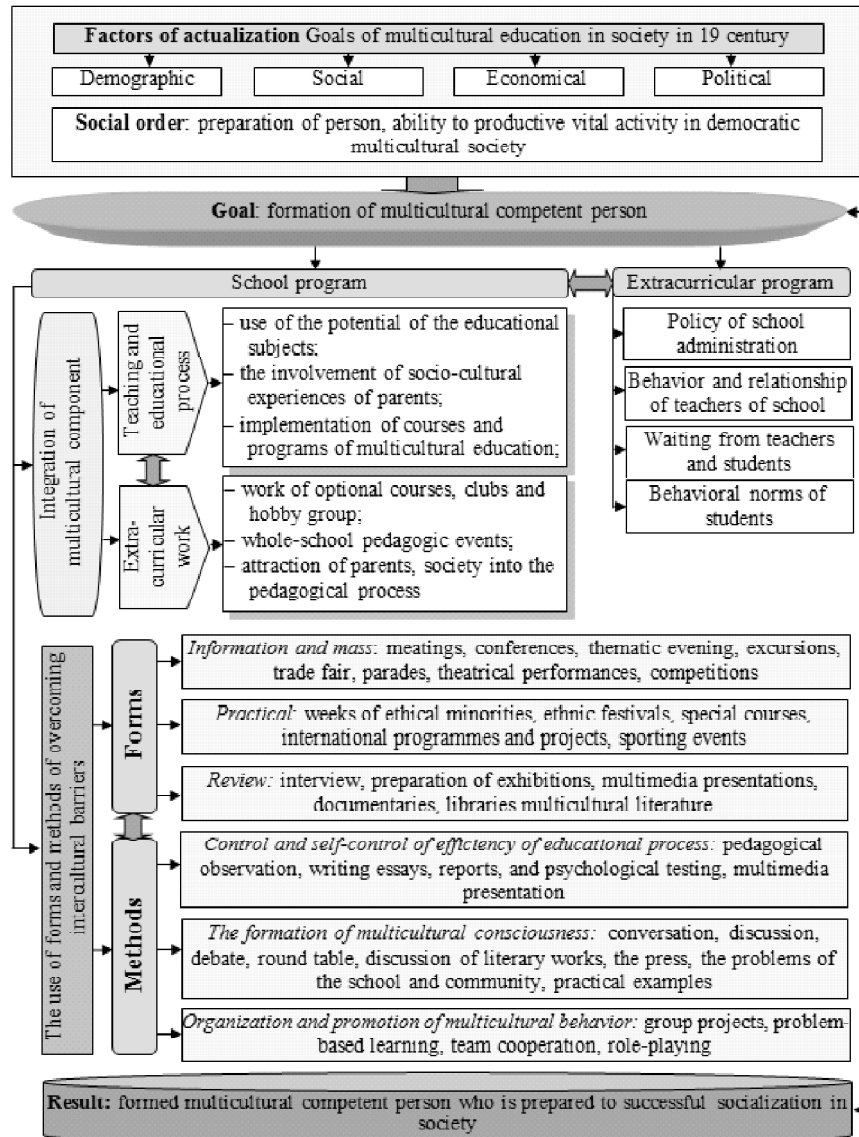 Factors of actualization Goals of multicultural education in society in 19 century
Demographic
Social
Economical
Political
Social order: preparation of person, ability to productive vital activity in democratic
multicultural society
Goal: formation of multicultural competent person
School program
Extracurricular program
Integration of
multicultural component
Teaching and
educational
process
– use of the potential of the educational
subjects;
– the involvement of socio-cultural
experiences of parents;
– implementation of courses and
programs of multicultural education;
Extra-
curricular
work
– work of optional courses, clubs and
hobby group;
– whole-school pedagogic events;
– attraction of parents, society into the
pedagogical process
Policy of school
administration
Behavior and relationship
of teachers of school
Waiting from teachers
and students
Behavioral norms of
students
The use of forms and methods of overcoming
intercultural barriers
Forms
Information and mass: meatings, conferences, thematic evening, excursions,
trade fair, parades, theatrical performances, competitions
Practical: weeks of ethical minorities, ethnic festivals, special courses,
international programmes and projects, sporting events
Review: interview, preparation of exhibitions, multimedia presentations,
documentaries, libraries multicultural literature
Methods
Control and self-control of efficiency of educational process: pedagogical
observation, writing essays, reports, and psychological testing, multimedia
presentation
The formation of multicultural consciousness: conversation, discussion,
debate, round table, discussion of literary works, the press, the problems of
the school and community, practical examples
Organization and promotion of multicultural behavior: group projects, problem-
based learning, team cooperation, role-playing
Result: formed multicultural competent person who is prepared to successful socialization in
society